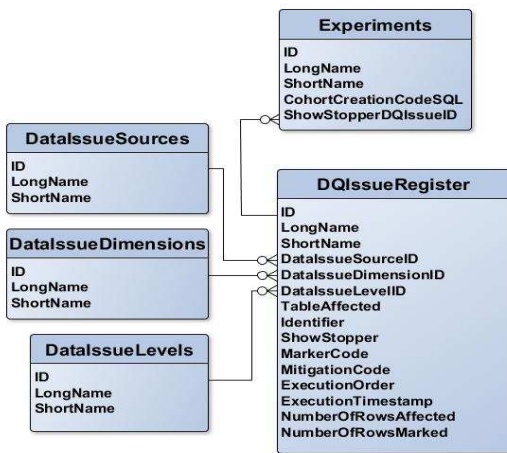 Experiments
ID
LongName
ShortName
CohortCreationCodeSQL
ShowStopperDQIssueID
DataIssueSources
ID
LongName
ShortName
DataIssueDimensions
ID
LongName
ShortName
DataIssueLevels
ID
LongName
ShortName
DQIssueRegister
ID
LongName
ShortName
DataIssueSourceID
DataIssueDimensionID
DataIssueLevelID
TableAffected
Identifier
ShowStopper
MarkerCode
MitigationCode
ExecutionOrder
ExecutionTimestamp
NumberOfRowsAffected
NumberOfRowsMarked